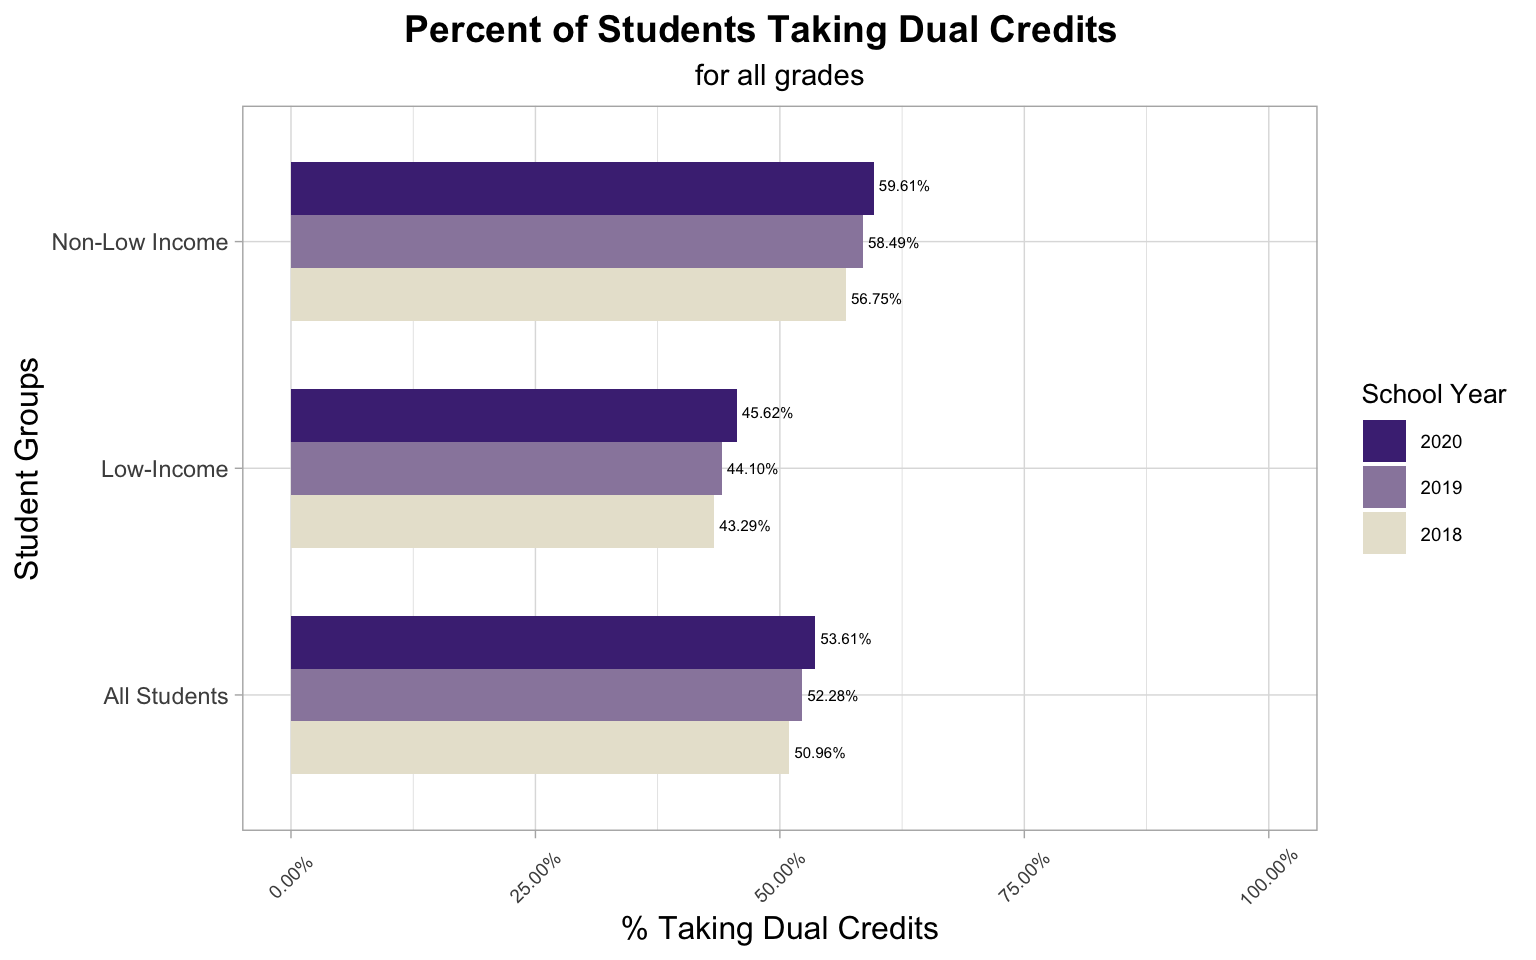 Percent of Students Taking Dual Credits
for all grades
Student Groups
Non-Low Income
59.61%
58.49%
56.75%
Low-Income
45.62%
44.10%
43.29%
All Students
53.61%
52.28%
50.96%
0.00%
25.00%
50.00%
75.00%
100.00%
% Taking Dual Credits
School Year
2020
2019
2018